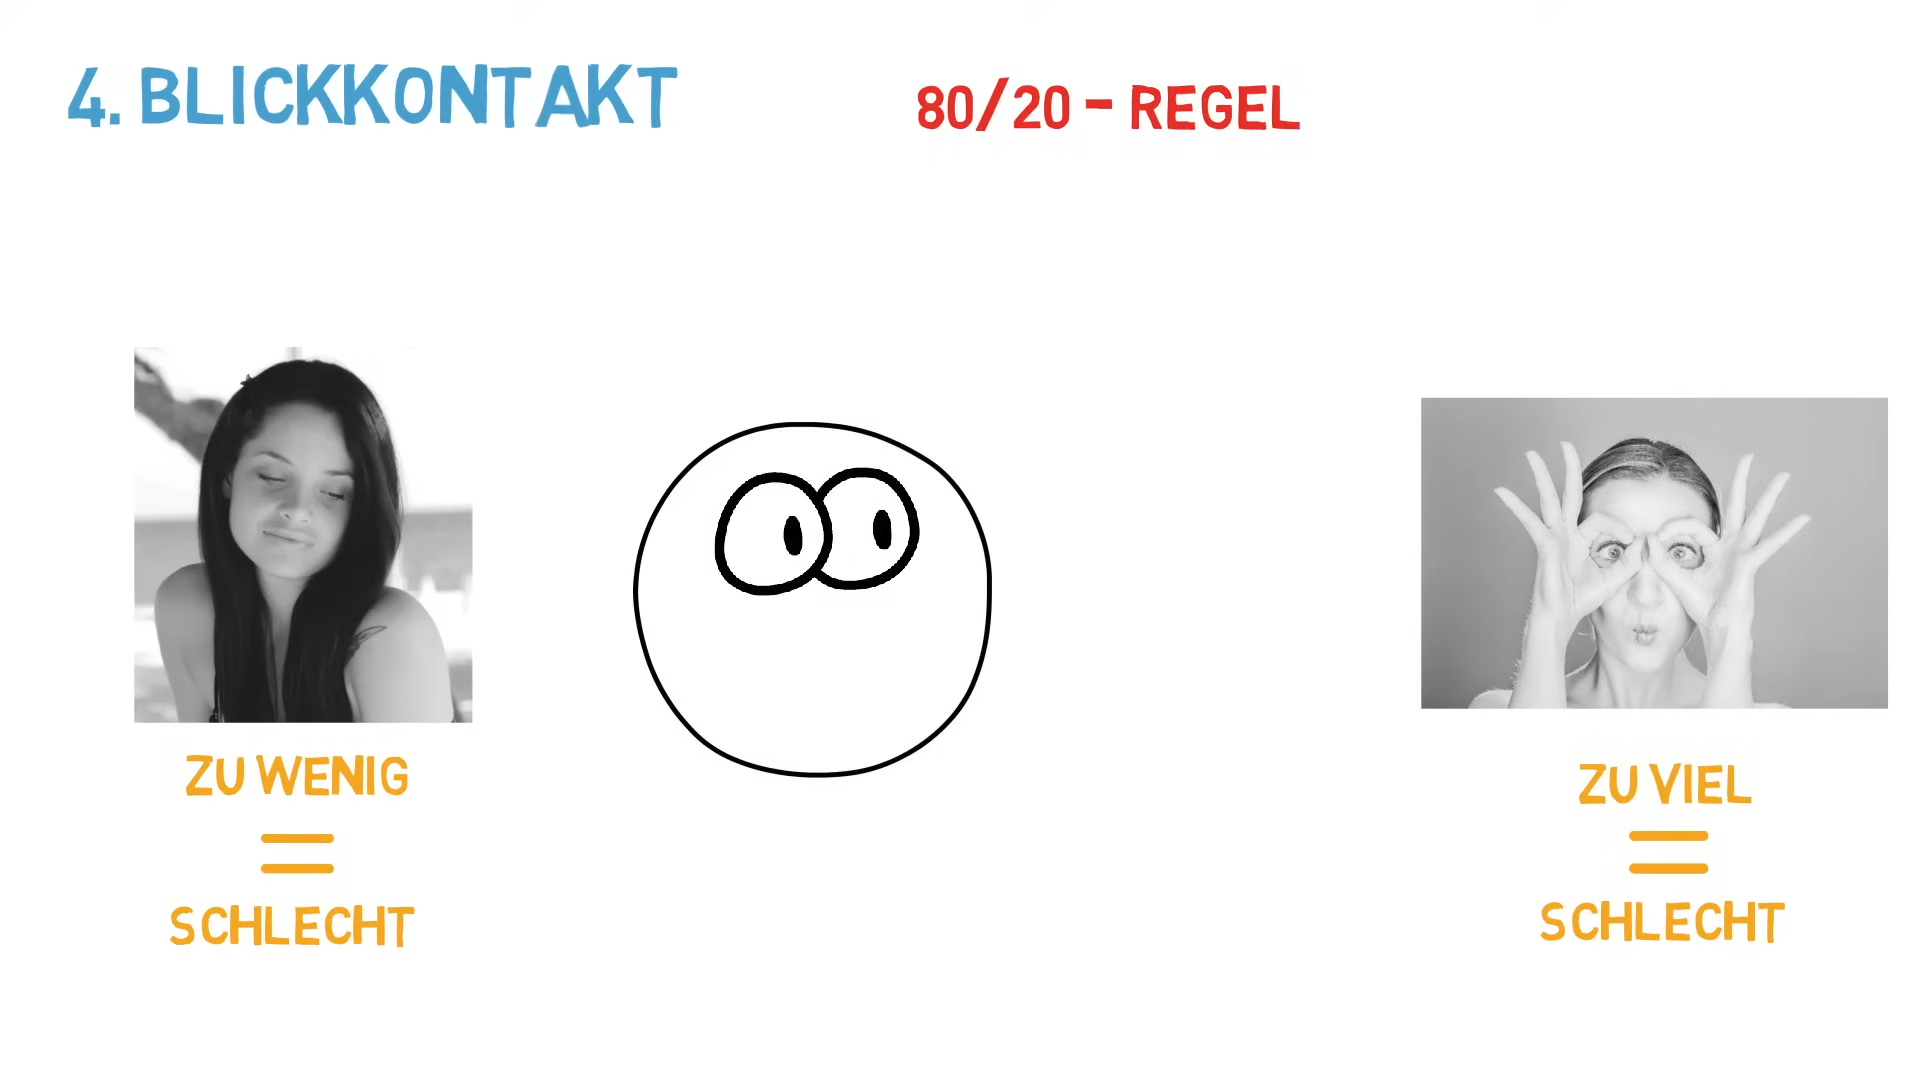 4. BLICKKONTAKT
80/20 - REGEL
ZU WENIG
=
SCHLECHT
ZU VIEL
=
SCHLECHT